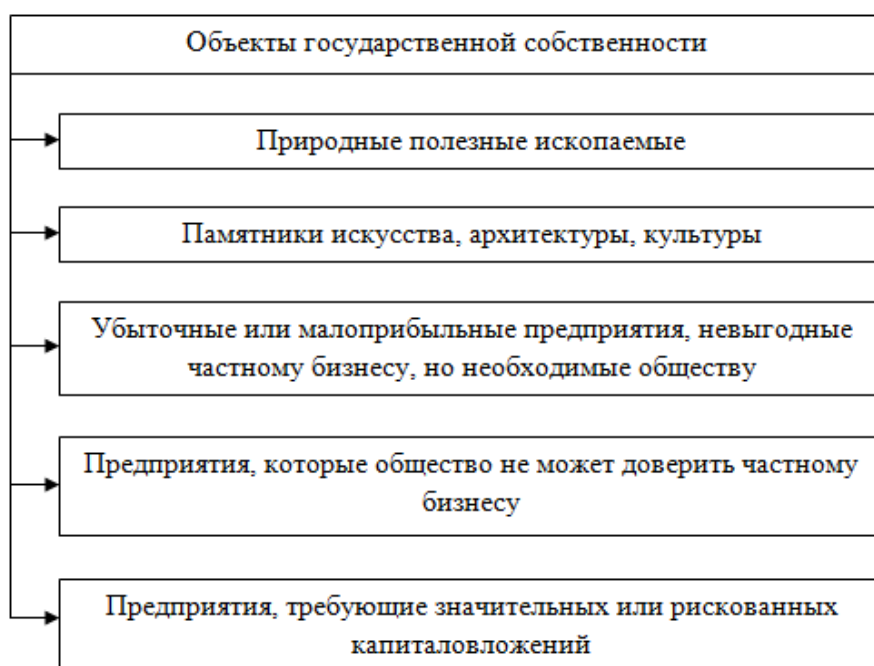 Объекты государственной собственности
Природные полезные ископаемые
Памятники искусства, архитектуры, культуры
Убыточные или малоприбыльные предприятия, невыгодные
частному бизнесу, но необходимые обществу
Предприятия, которые общество не может доверить частному
бизнесу
Предприятия, требующие значительных или рискованных
капиталовложений